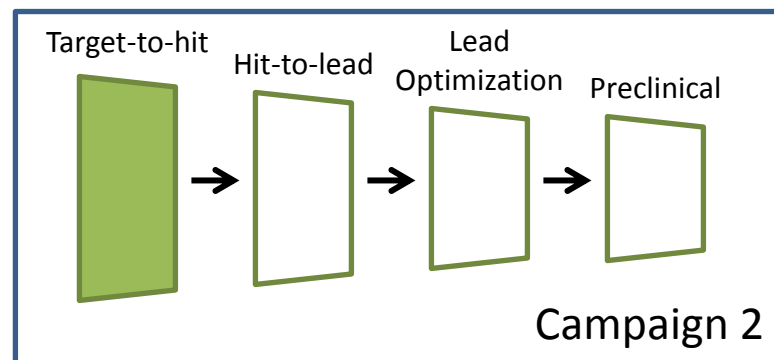 Target-to-hit
Hit-to-lead
Lead
Optimization
Preclinical
Campaign 2